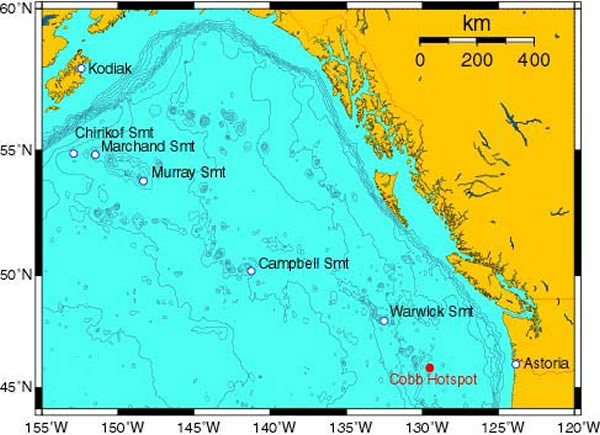 60°N
km
0 200 400
Kodiak
55°N
Chirikof Smt
Marchand Smt
Murray Smt
50°N
Campbell Smt
Warwick Smt
45°N
Cobb Hotspot
Astoria
155°W 150°W 145°W 140°W 135°W 130°W 125°W 120°W